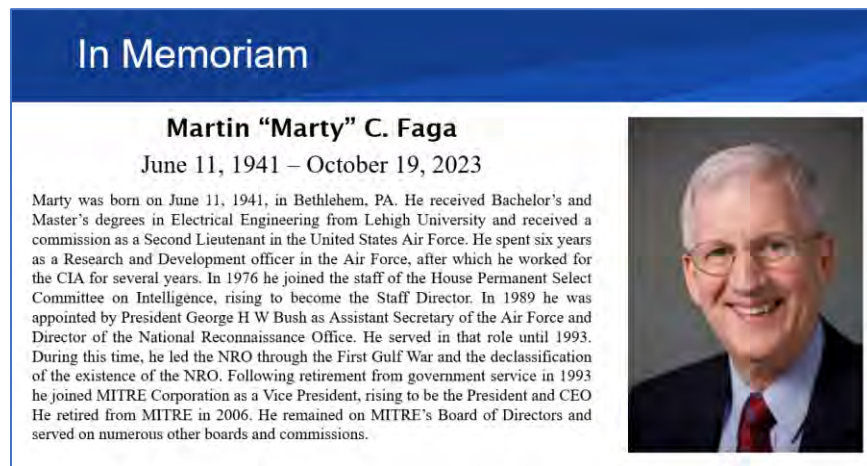 In Memoriam
Martin “Marty” C. Faga
June 11, 1941 – October 19, 2023
Marty was born on June 11, 1941, in Bethlehem, PA. He received Bachelor’s and
Master’s degrees in Electrical Engineering from Lehigh University and received a
commission as a Second Lieutenant in the United States Air Force. He spent six years
as a Research and Development officer in the Air Force, after which he worked for
the CIA for several years. In 1976 he joined the staff of the House Permanent Select
Committee on Intelligence, rising to become the Staff Director. In 1989 he was
appointed by President George H W Bush as Assistant Secretary of the Air Force and
Director of the National Reconnaissance Office. He served in that role until 1993.
During this time, he led the NRO through the First Gulf War and the declassification
of the existence of the NRO. Following retirement from government service in 1993
he joined MITRE Corporation as a Vice President, rising to be the President and CEO
He retired from MITRE in 2006. He remained on MITRE’s Board of Directors and
served on numerous other boards and commissions.